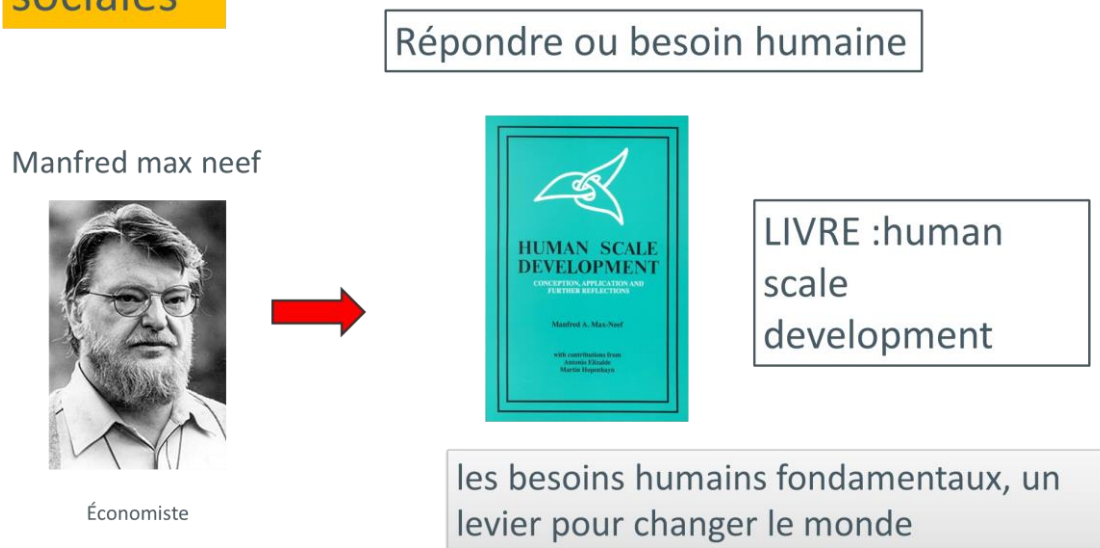 sociales
Répondre ou besoin humaine
Manfred max neef
HUMAN SCALE
DEVELOPMENT
CONCEPTION, APPLICATION AND
FURTHER REFLECTIONS
Manfred A. Max-Neef
with contributions from
Antonio Elizalde
Martin Hopenhayn
LIVRE :human
scale
development
Économiste
les besoins humains fondamentaux, un
levier pour changer le monde